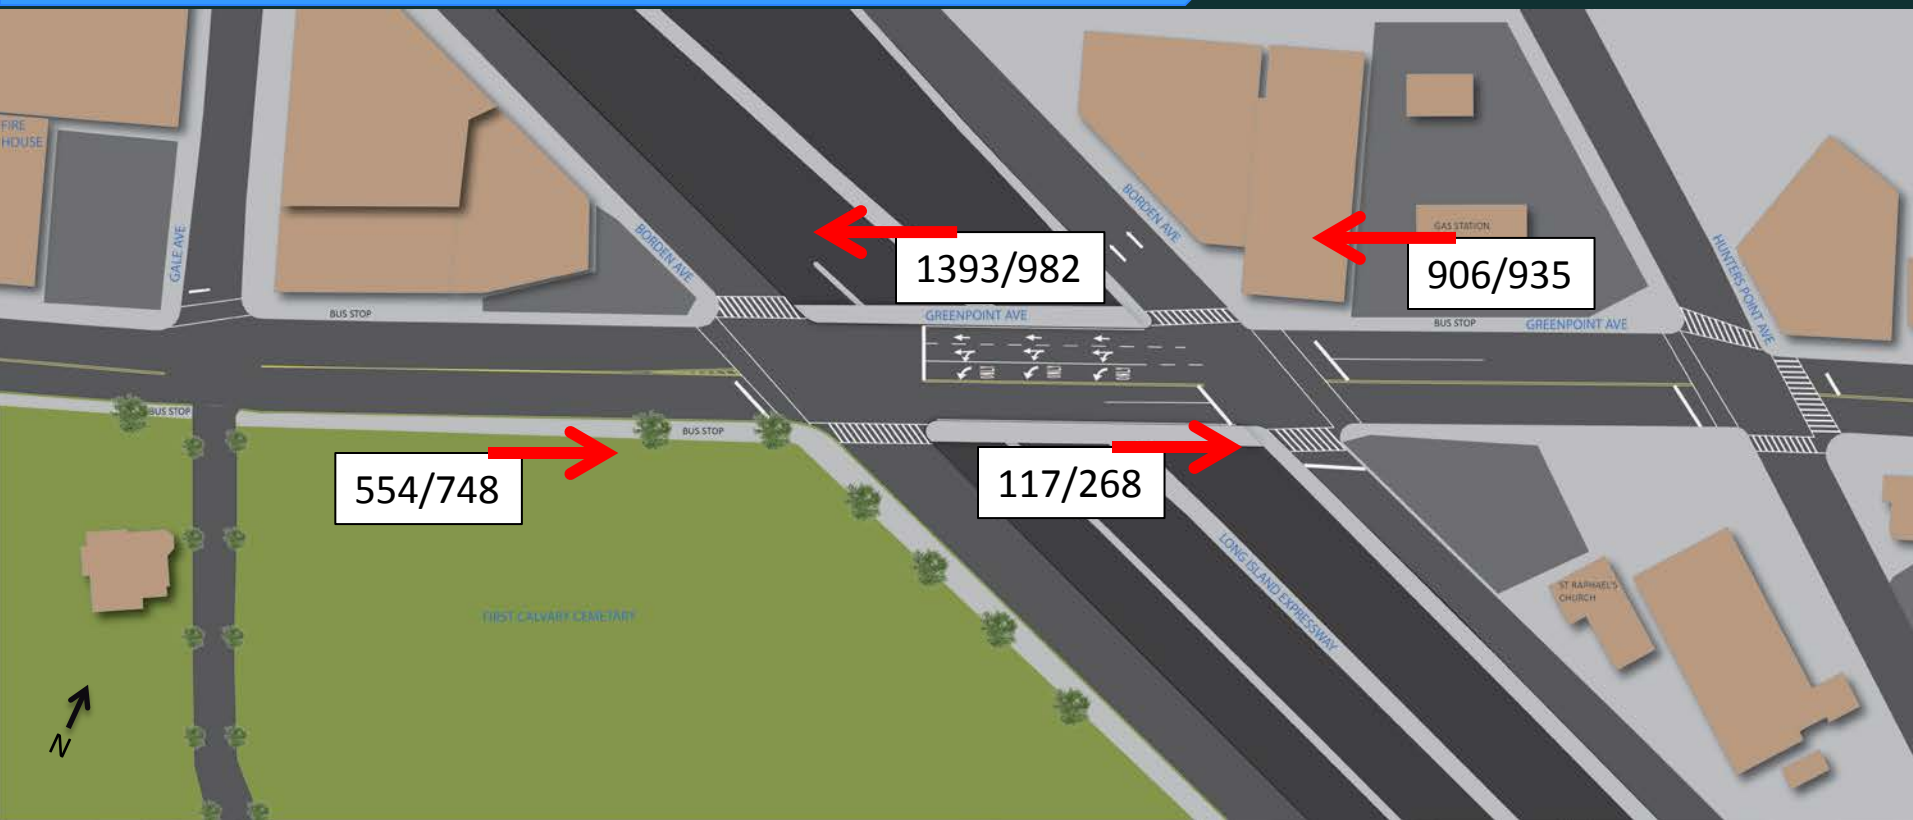 FIRE
HOUSE
GALE AVE
BORDEN AVE
BUS STOP
BORDEN AVE
1393/982
GREENPOINT AVE
GAS STATION
906/935
BUS STOP
GREENPOINT AVE
HUNTERS POINT AVE
BUS STOP
BUS STOP
554/748
117/268
LONG ISLAND EXPRESSWAY
ST RAPHAEL'S
CHURCH
FIRST CALVARY CEMETARY
N